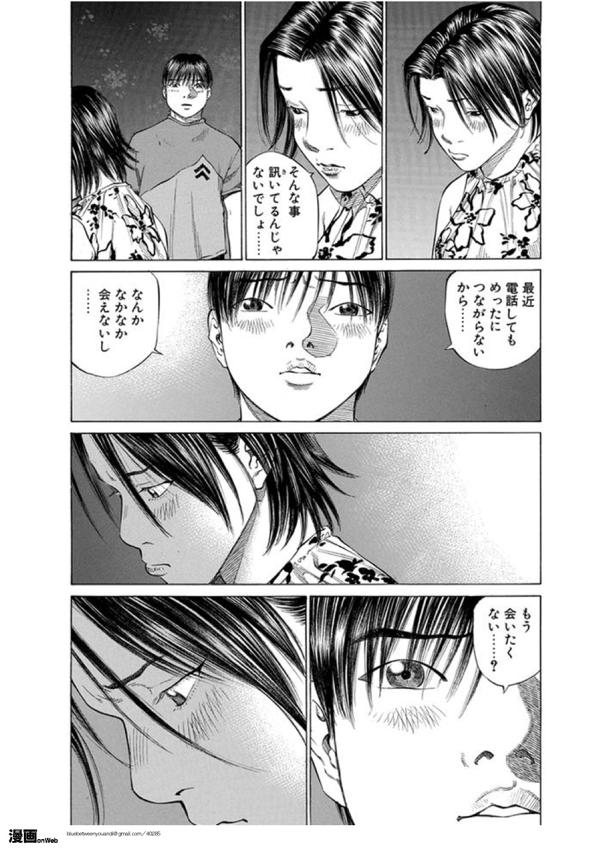 そんな事
訊いてるんじゃ
ないでしょ……
最近
電話しても
めったに
つながらない
から……
なんか
なかなか
会えないし
……
もう
会いたく
ない……?
漫画onWeb
bluebetweenyouandi@gmail.com/40285